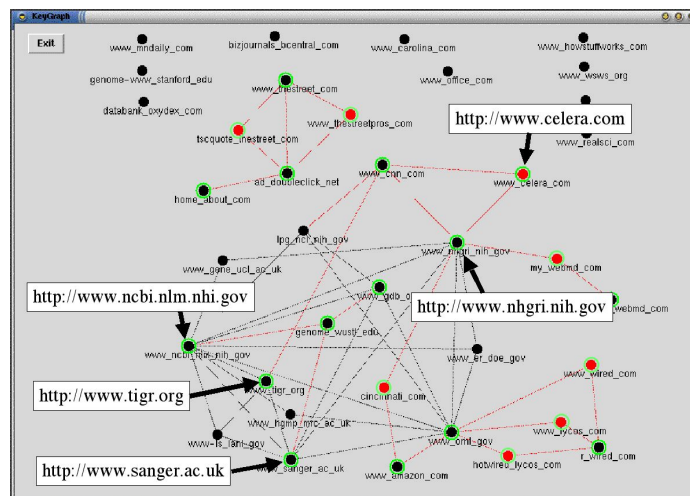 KeyGraph
Exit
www_mndaily_com
bizjournals_bcentral_com
www_carolina_com
www_howstuffworks_com
genome-www_stanford_edu
www_office_com
www_wsws_org
www_thestreet_com
databank_oxydex_com
www_thestreetpros_com
http://www.celera.com
tscquote_thestreet_com
www_realsci_com
www_cnn_com
ad_doubleclick_net
www_celera_com
home_about_com
lpg_nci_nih_gov
www_nhgri_nih_gov
www_gene_ucl_ac_uk
my_webmd_com
http://www.ncbi.nlm.nhi.gov
http://www.nhgri.nih.gov
webmd_com
genome_wustl_edu
www_ncbi_nlm_nih_gov
www_er_doe_gov
http://www.tigr.org
www_tigr_org
cincinnati_com
www_wired_com
www_hgmp_mrc_ac_uk
www_ornl_gov
www_lycos_com
www-ls_lanl_gov
r_wired_com
http://www.sanger.ac.uk
www_sanger_ac_uk
www_amazon_com
hotwired_lycos_com